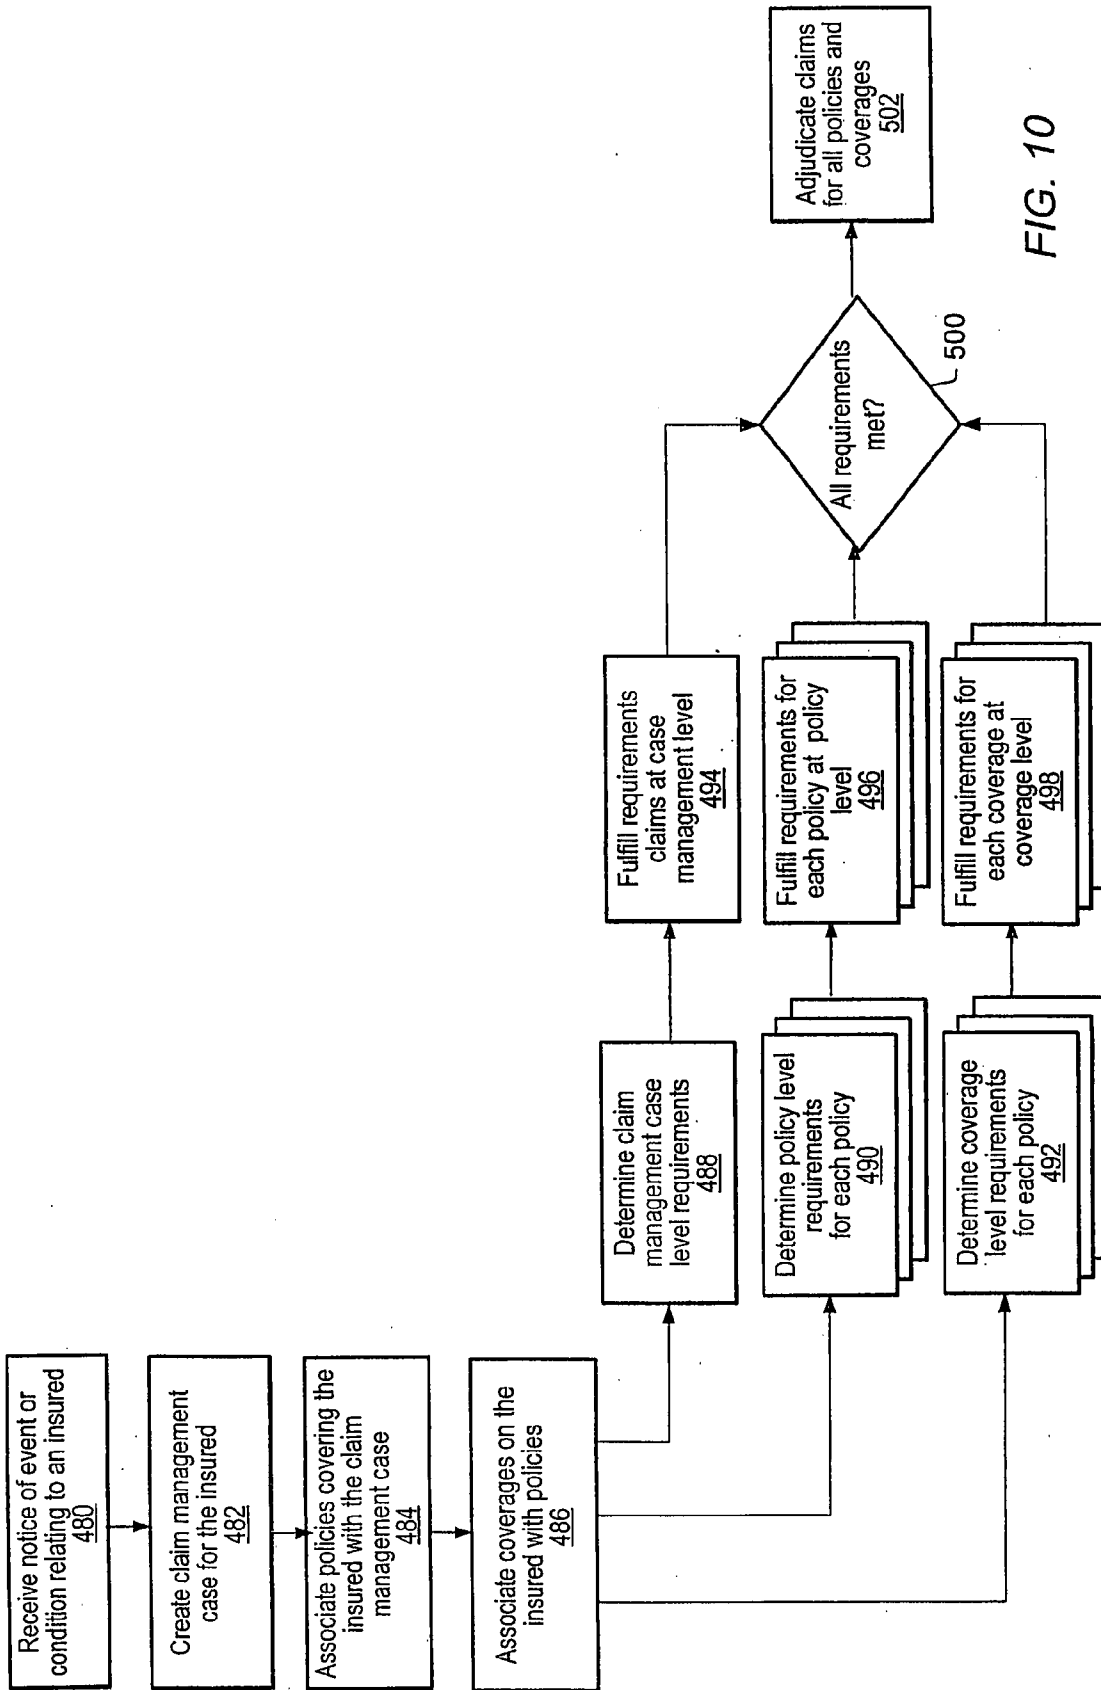 Receive notice of event or
condition relating to an insured
480
Create claim management
case for the insured
482
Associate policies covering the
insured with the claim
management case
484
Associate coverages on the
insured with policies
486
Determine claim
management case
level requirements
488
Determine policy level
requirements
for each policy
490
Determine coverage
level requirements
for each policy
492
Fulfill requirements
claims at case
management level
494
Fulfill requirements for
each policy at policy
level
496
Fulfill requirements for
each coverage at
coverage level
498
All requirements
met?
500
Adjudicate claims
for all policies and
coverages
502
FIG. 10